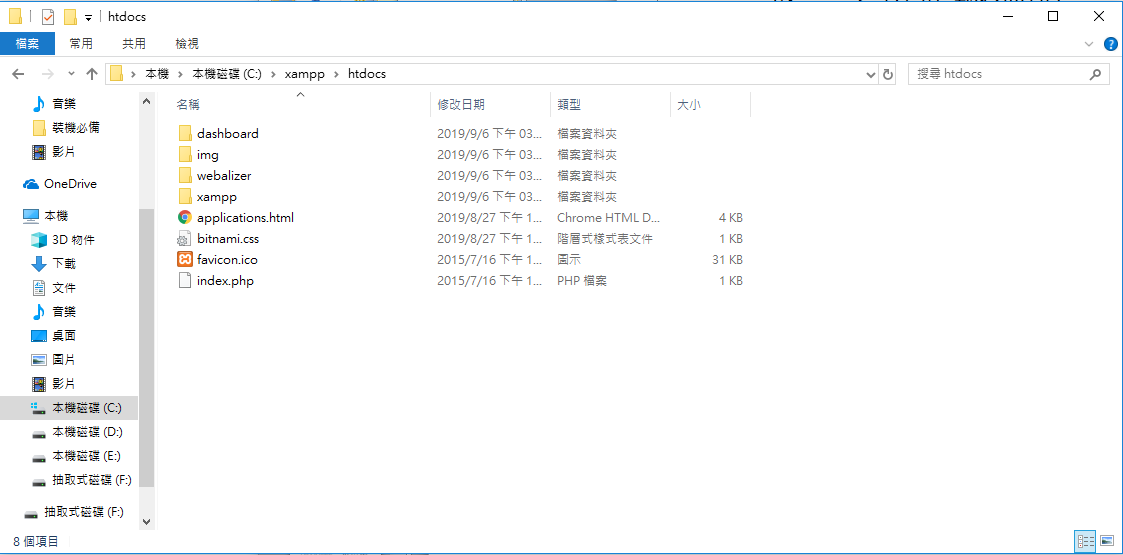 htdocs
檔案 常用 共用 檢視
本機 本機磁碟 (C:) xampp htdocs 搜尋 htdocs
音樂
裝機必備
影片
OneDrive
本機
3D 物件
下載
文件
音樂
桌面
圖片
影片
本機磁碟 (C:)
本機磁碟 (D:)
本機磁碟 (E:)
抽取式磁碟 (F:)
抽取式磁碟 (F:)
名稱 修改日期 類型 大小
dashboard 2019/9/6 下午 03... 檔案資料夾
img 2019/9/6 下午 03... 檔案資料夾
webalizer 2019/9/6 下午 03... 檔案資料夾
xampp 2019/9/6 下午 03... 檔案資料夾
applications.html 2019/8/27 下午 1... Chrome HTML D... 4 KB
bitnami.css 2019/8/27 下午 1... 階層式樣式表文件 1 KB
favicon.ico 2015/7/16 下午 1... 圖示 31 KB
index.php 2015/7/16 下午 1... PHP 檔案 1 KB
8 個項目